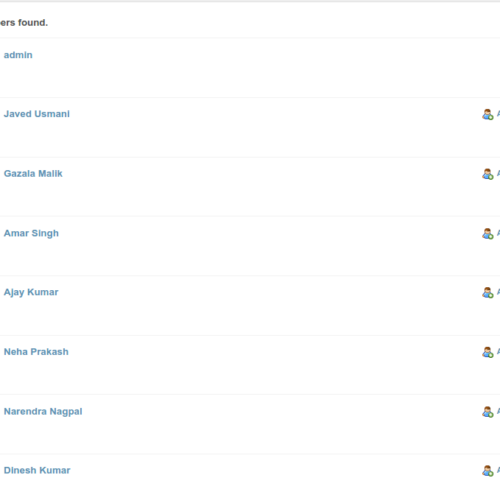 ers found.
admin
Javed Usmani
A
Gazala Malik
A
Amar Singh
A
Ajay Kumar
A
Neha Prakash
A
Narendra Nagpal
A
Dinesh Kumar
A